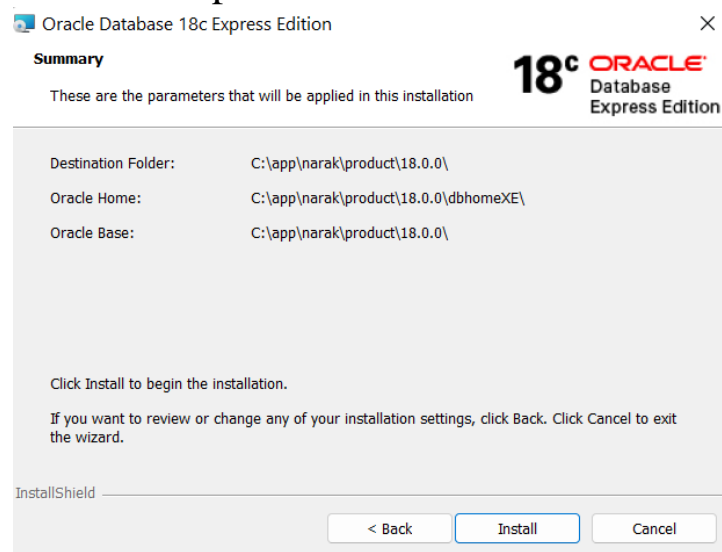 Oracle Database 18c Express Edition
Summary
These are the parameters that will be applied in this installation
18c ORACLE
Database
Express Edition
Destination Folder: C:\app\narak\product\18.0.0\
Oracle Home: C:\app\narak\product\18.0.0\dbhomeXE\
Oracle Base: C:\app\narak\product\18.0.0\
Click Install to begin the installation.
If you want to review or change any of your installation settings, click Back. Click Cancel to exit
the wizard.
InstallShield
< Back Install Cancel